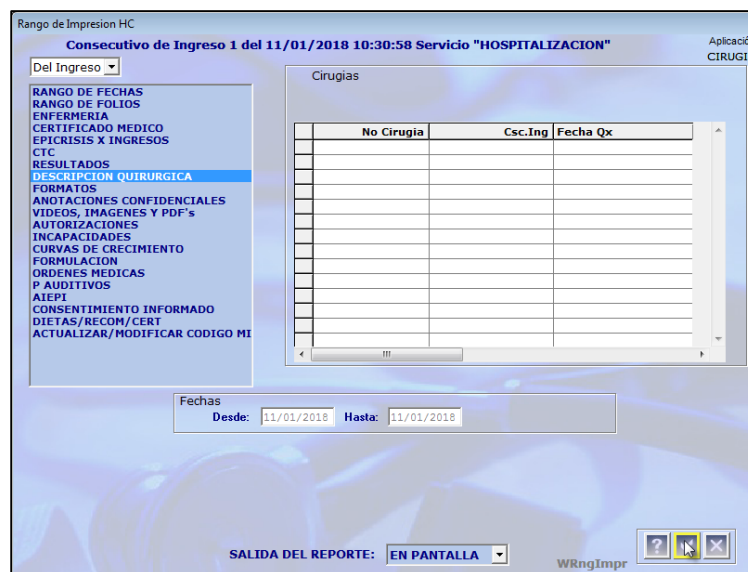 Rango de Impresion HC
Consecutivo de Ingreso 1 del 11/01/2018 10:30:58 Servicio "HOSPITALIZACION"
Aplicació
CIRUGI
Del Ingreso
Cirugias
RANGO DE FECHAS
RANGO DE FOLIOS
ENFERMERIA
CERTIFICADO MEDICO
EPICRISIS X INGRESOS
CTC
RESULTADOS
DESCRIPCION QUIRURGICA
FORMATOS
ANOTACIONES CONFIDENCIALES
VIDEOS, IMAGENES Y PDF's
AUTORIZACIONES
INCAPACIDADES
CURVAS DE CRECIMIENTO
FORMULACION
ORDENES MEDICAS
P AUDITIVOS
AIEPI
CONSENTIMIENTO INFORMADO
DIETAS/RECOM/CERT
ACTUALIZAR/MODIFICAR CODIGO MI
No Cirugia Csc.Ing Fecha Qx
Fechas
Desde: 11/01/2018 Hasta: 11/01/2018
SALIDA DEL REPORTE: EN PANTALLA
WRngImpr
?